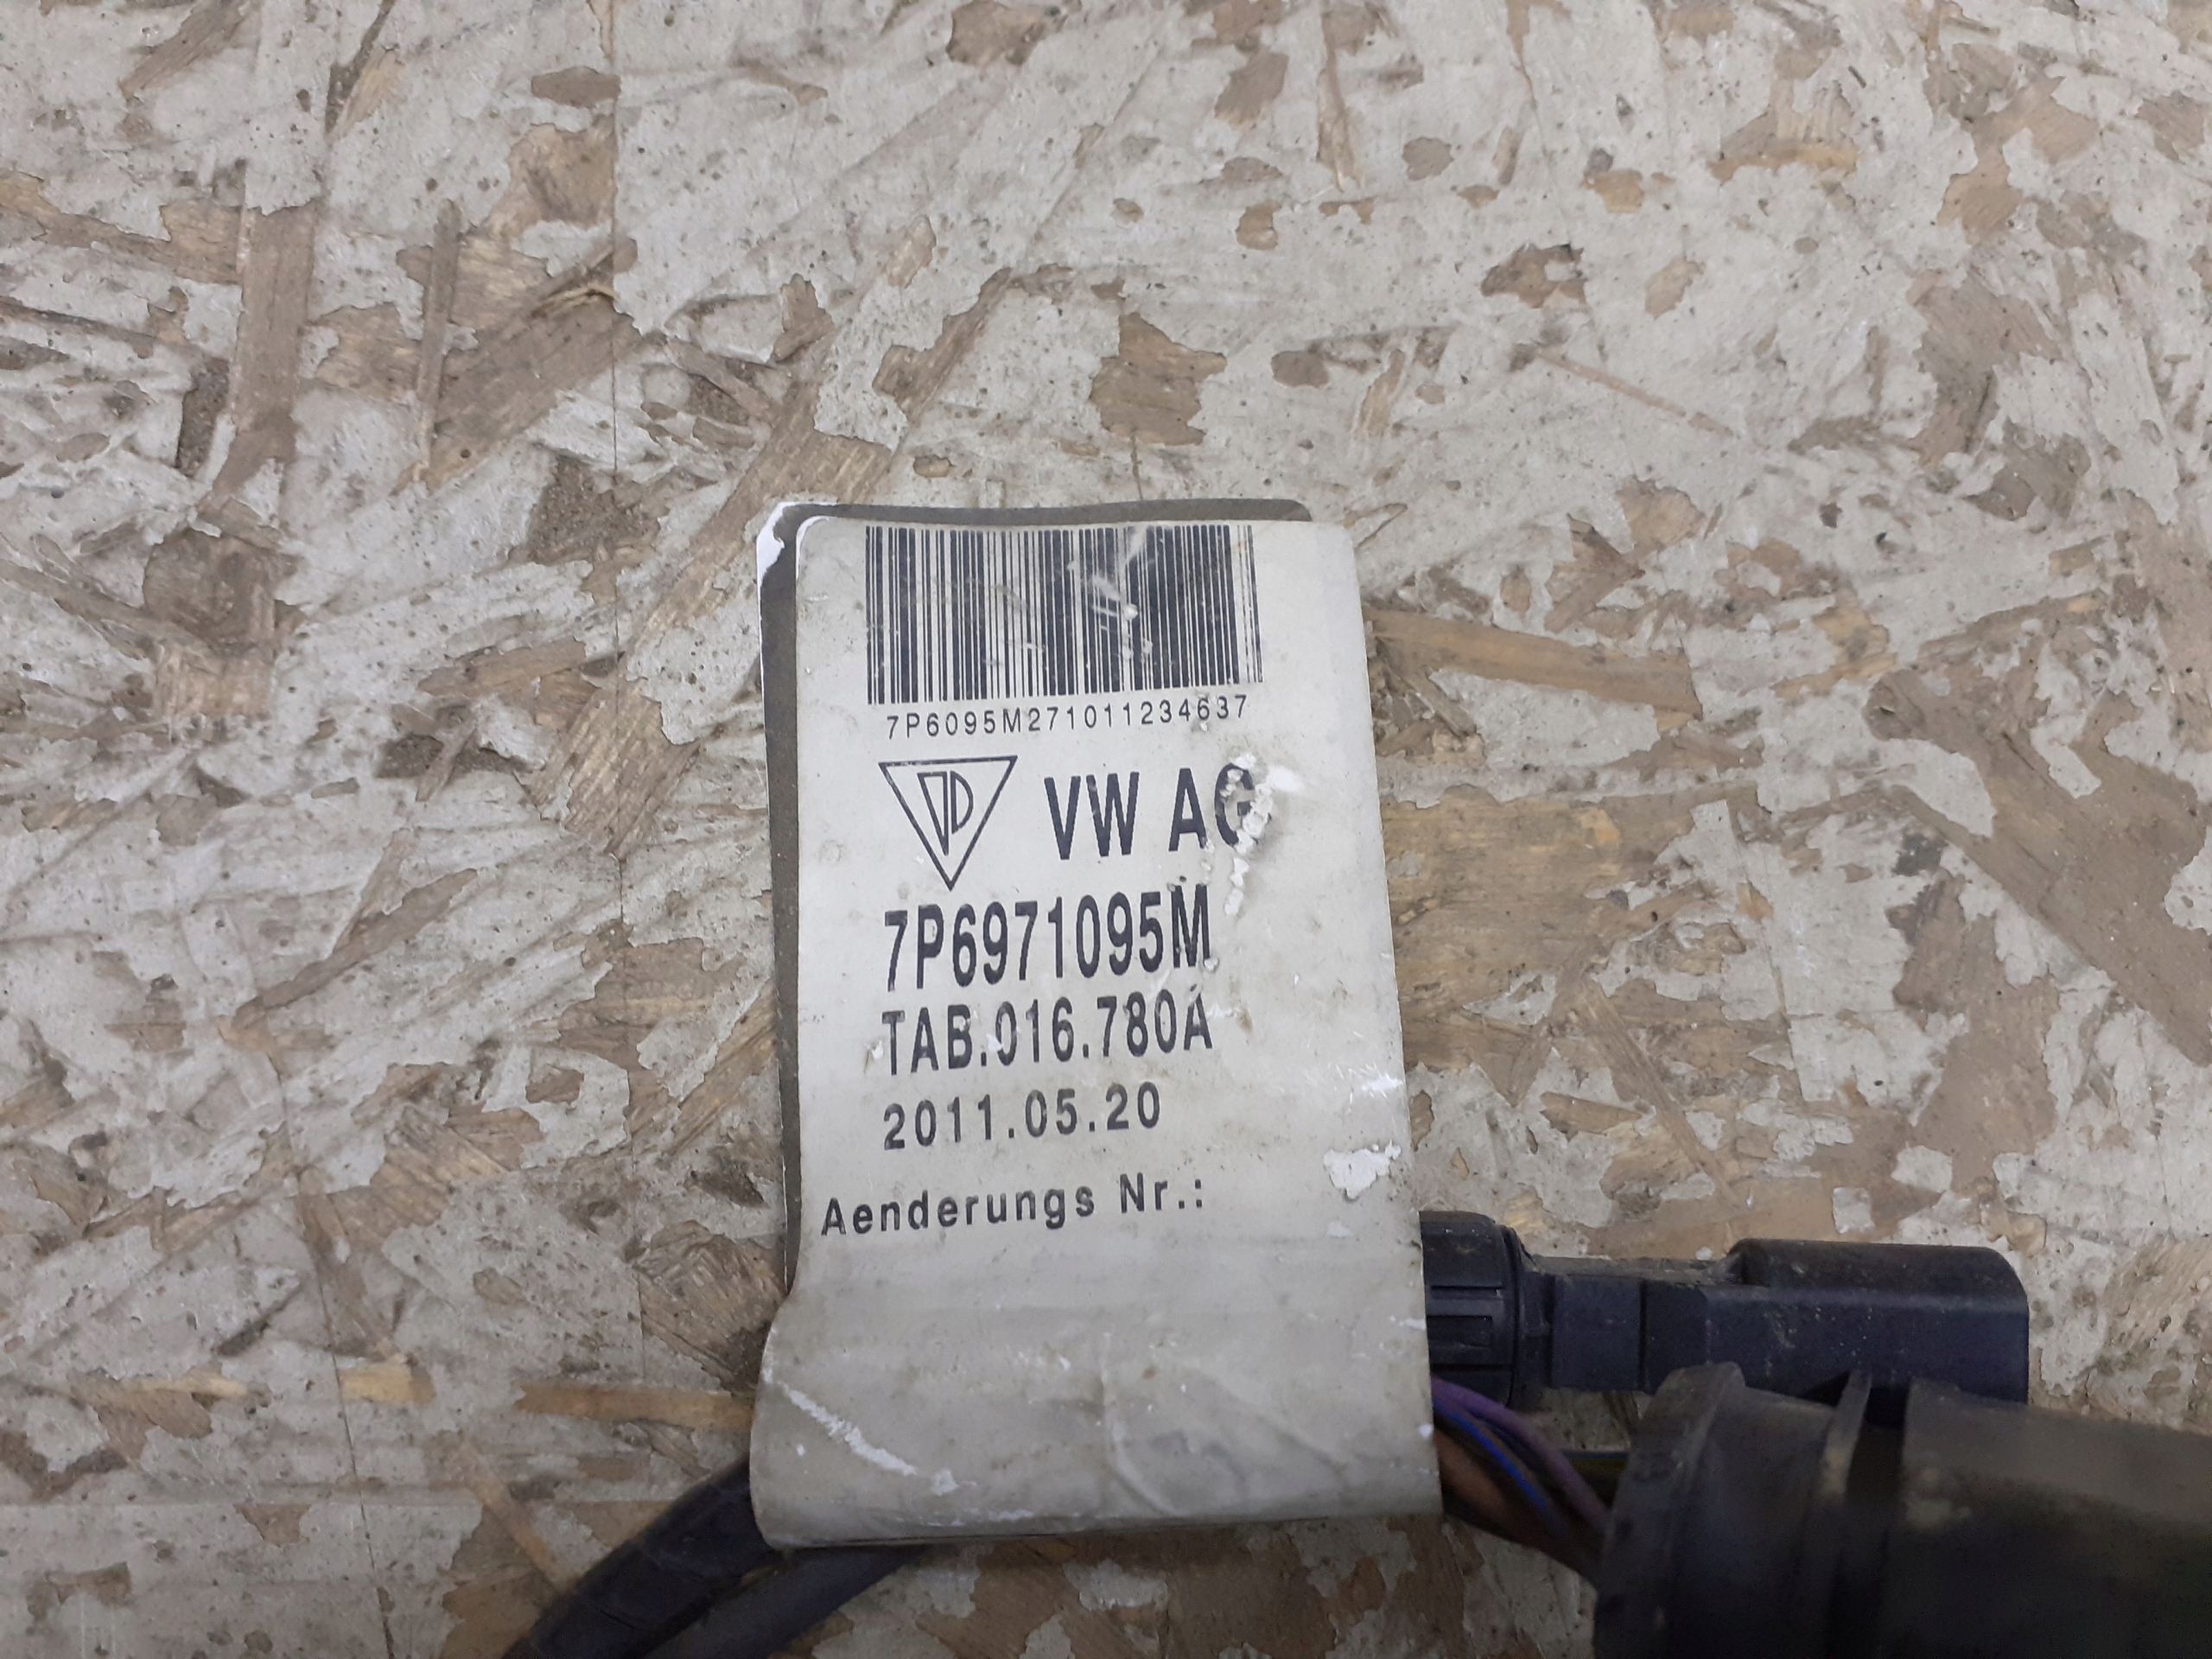 7P6095M271011234637
VW AG
7P6971095M
TAB.016.780A
2011.05.20
Aenderungs Nr.: